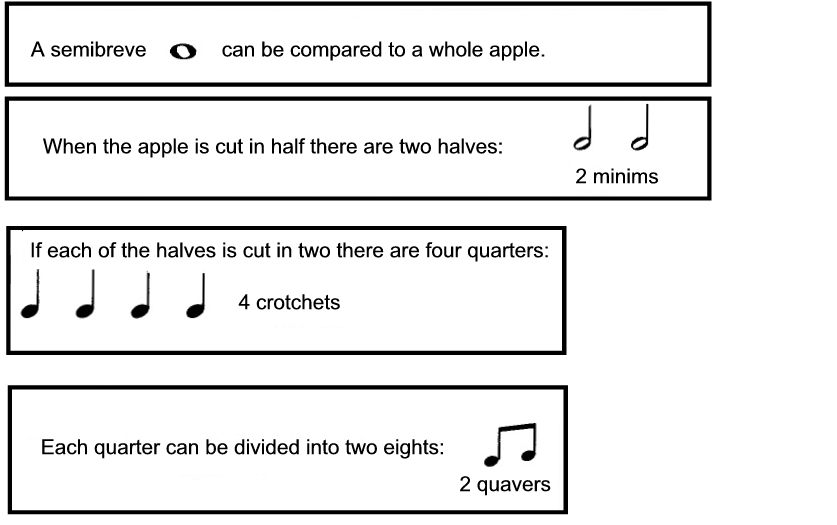 A semibreve can be compared to a whole apple.
When the apple is cut in half there are two halves:
2 minims
If each of the halves is cut in two there are four quarters:
4 crotchets
Each quarter can be divided into two eights:
2 quavers